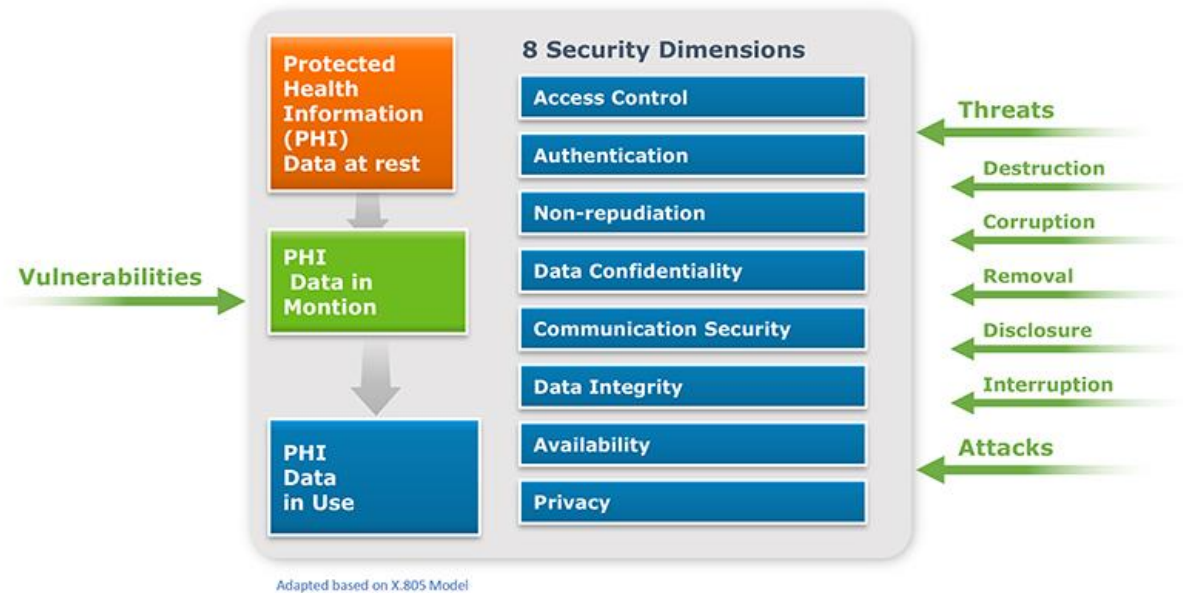 Protected
Health
Information
(PHI)
Data at rest
PHI
Data in
Montion
PHI
Data
in Use
Vulnerabilities
8 Security Dimensions
Access Control
Authentication
Non-repudiation
Data Confidentiality
Communication Security
Data Integrity
Availability
Privacy
Threats
Destruction
Corruption
Removal
Disclosure
Interruption
Attacks
Adapted based on X.805 Model